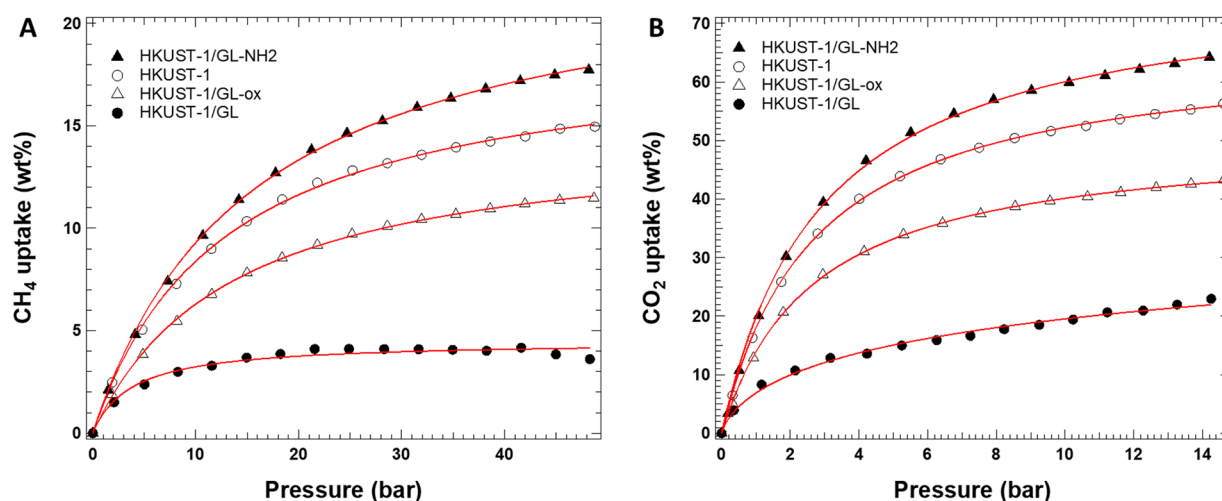 A
HKUST-1/GL-NH2
HKUST-1
HKUST-1/GL-ox
HKUST-1/GL
CH4 uptake (wt%)
20
15
10
5
0
0 10 20 30 40
Pressure (bar)
B
HKUST-1/GL-NH2
HKUST-1
HKUST-1/GL-ox
HKUST-1/GL
CO2 uptake (wt%)
70
60
50
40
30
20
10
0
0 2 4 6 8 10 12 14
Pressure (bar)